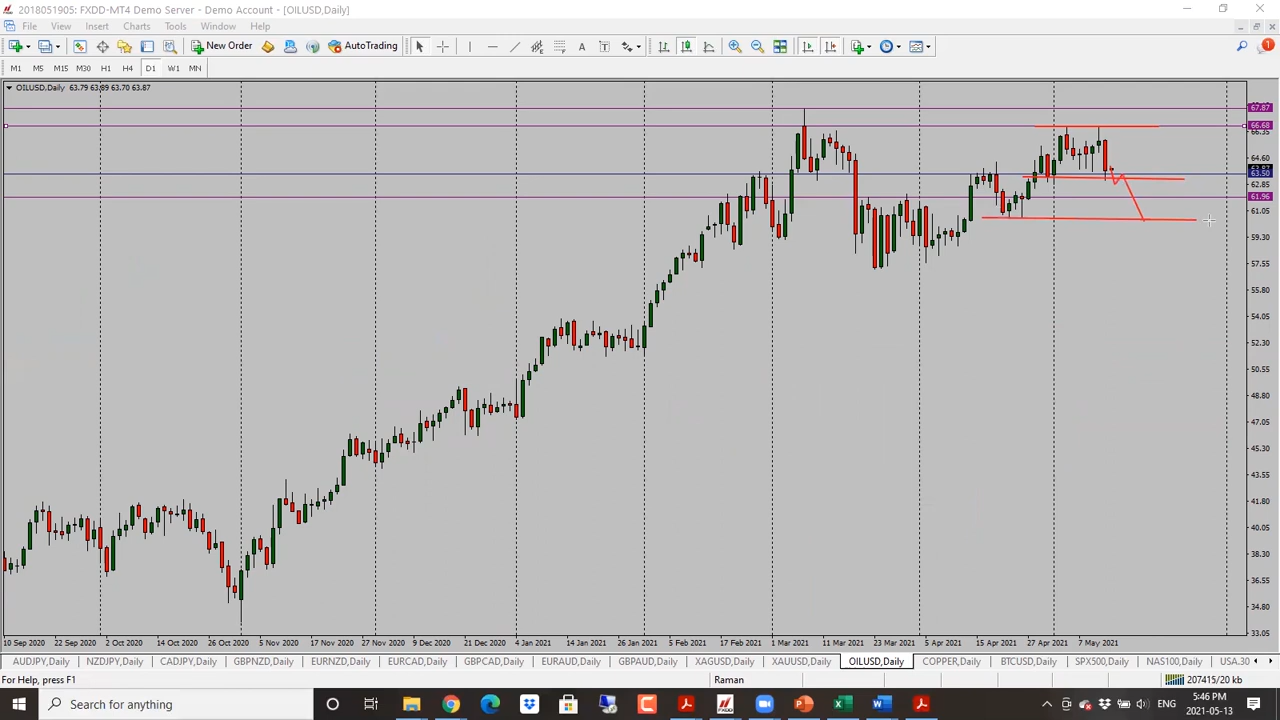 2018051905: FXDD-MT4 Demo Server - Demo Account - [OILUSD,Daily]
File View Insert Charts Tools Window Help
New Order AutoTrading 1
M1 M5 M15 M30 H1 H4 D1 W1 MN
OILUSD,Daily 63.79 63.89 63.70 63.87
67.87
66.68
66.35
64.60
63.50
62.85
61.96
61.05
59.30
57.55
55.80
54.05
52.30
50.55
48.80
47.05
45.30
43.55
41.80
40.05
38.30
36.55
34.80
33.05
10 Sep 2020 22 Sep 2020 2 Oct 2020 14 Oct 2020 26 Oct 2020 5 Nov 2020 17 Nov 2020 27 Nov 2020 9 Dec 2020 21 Dec 2020 4 Jan 2021 14 Jan 2021 26 Jan 2021 5 Feb 2021 17 Feb 2021 1 Mar 2021 11 Mar 2021 23 Mar 2021 5 Apr 2021 15 Apr 2021 27 Apr 2021 7 May 2021
AUDJPY,Daily NZDJPY,Daily CADJPY,Daily GBPNZD,Daily EURNZD,Daily EURCAD,Daily GBPCAD,Daily EURAUD,Daily GBPAUD,Daily XAGUSD,Daily XAUUSD,Daily OILUSD,Daily COPPER,Daily BTCUSD,Daily SPX500,Daily NAS100,Daily USA.30
For Help, press F1 Raman 207415/20 kb
Type here to search
ENG
5:46 PM
2021-05-13